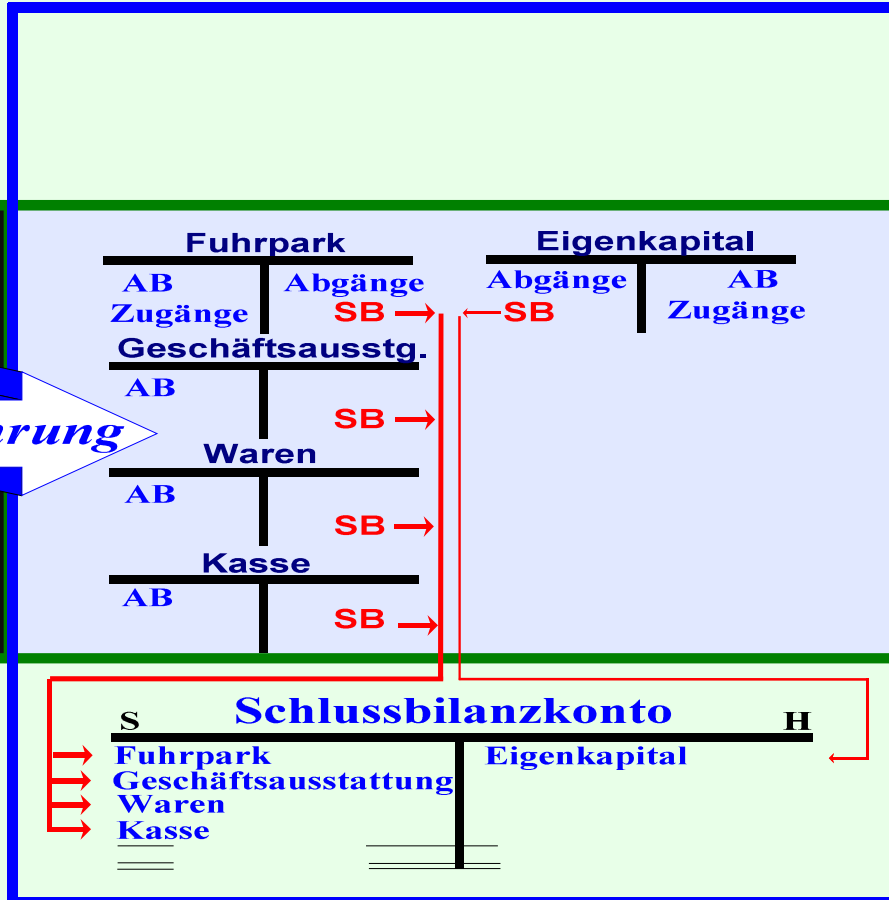 Fuhrpark
AB Abgänge
Zugänge SB
Geschäftsausstg.
AB
SB
Waren
AB
SB
Kasse
AB
SB
Eigenkapital
Abgänge AB
SB Zugänge
Schlussbilanzkonto
S H
Fuhrpark Eigenkapital
Geschäftsausstattung
Waren
Kasse